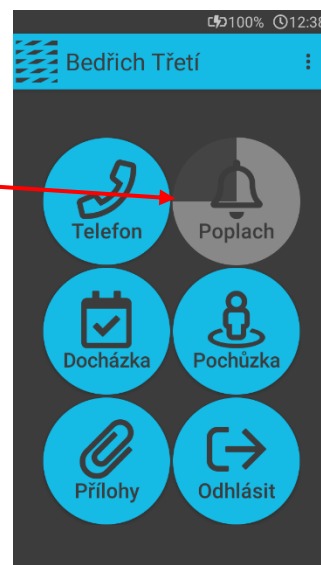 100% 12:38
Bedřich Třetí
Telefon Poplach
Docházka Pochůzka
Přílohy Odhlásit